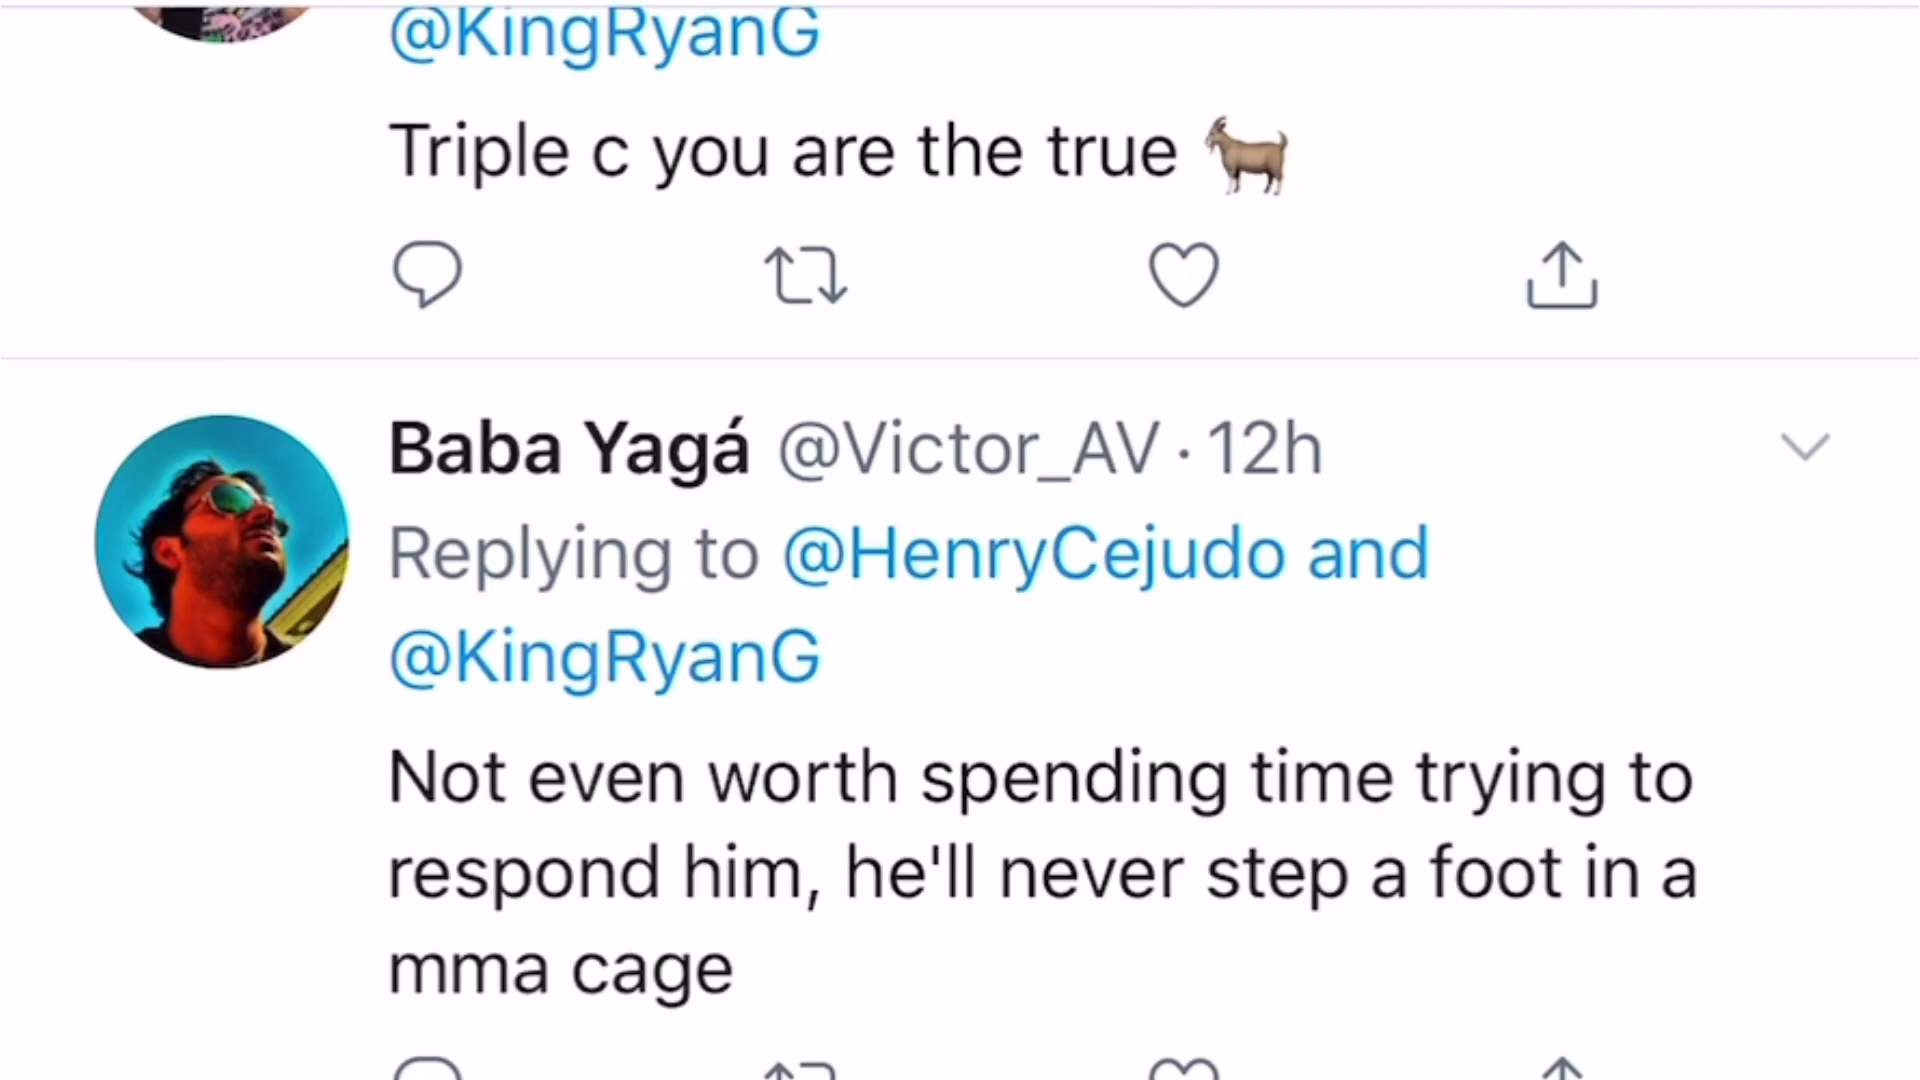 @KingRyanG
Triple c you are the true 🐐
Baba Yagá @Victor_AV · 12h
Replying to @HenryCejudo and
@KingRyanG
Not even worth spending time trying to
respond him, he'll never step a foot in a
mma cage